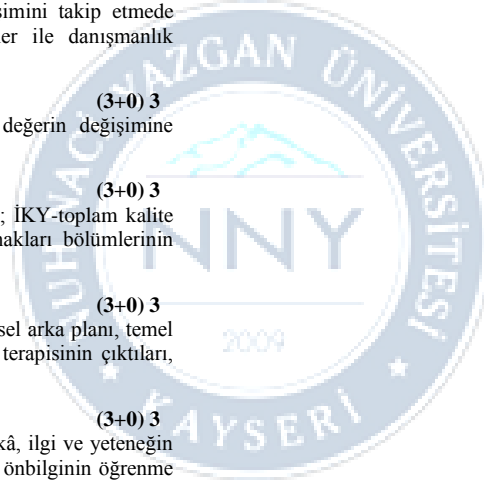 simini takip etmede
er ile danışmanlık
(3+0) 3
değerin değişimine
(3+0) 3
; İKY-toplam kalite
nakları bölümlerinin
(3+0) 3
sel arka planı, temel
terapisinin çıktıları,
(3+0) 3
kâ, ilgi ve yeteneğin
önbilginin öğrenme
NUH NACİ YAZGAN ÜNİVERSİTESİ
NNY
2009
KAYSERİ